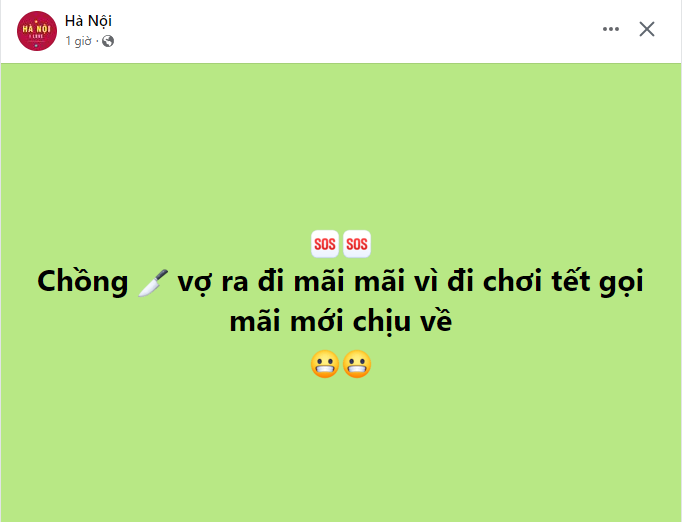 HÀ NỘI
I LOVE
Hà Nội
1 giờ ·
🆘🆘
Chồng 🔪 vợ ra đi mãi mãi vì đi chơi tết gọi
mãi mới chịu về
😬😬